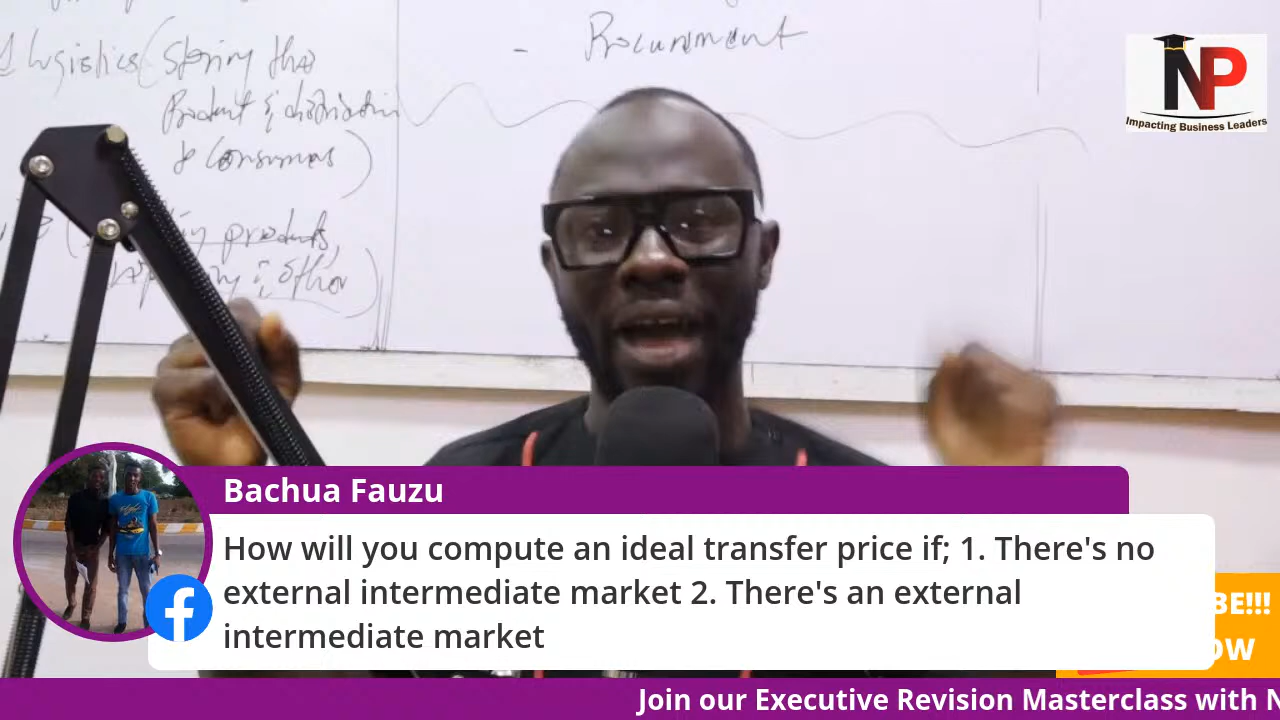 Logistics (Storing the
Product & distribution
to Consumers)
products,
& other)
- Procurement
NP
Impacting Business Leaders
Bachua Fauzu
How will you compute an ideal transfer price if; 1. There's no
external intermediate market 2. There's an external
intermediate market
BE!!!
OW
Join our Executive Revision Masterclass with N